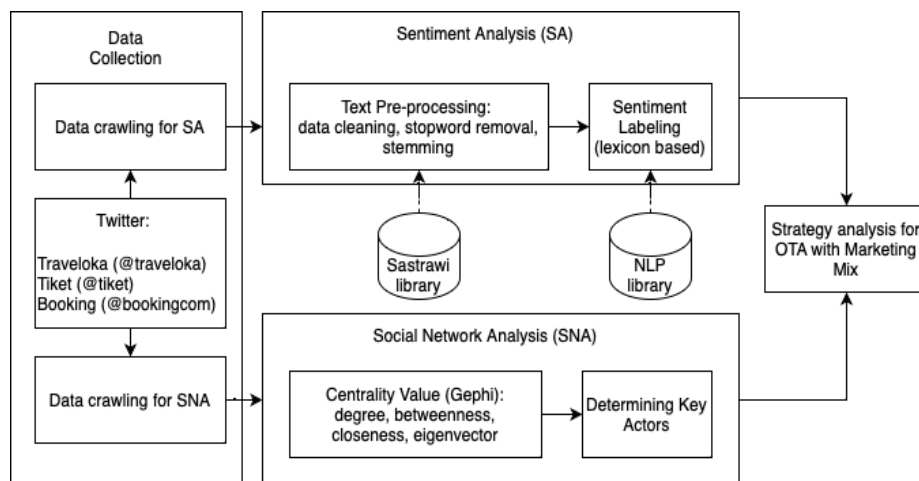 Data
Collection
Data crawling for SA
Twitter:
Traveloka (@traveloka)
Tiket (@tiket)
Booking (@bookingcom)
Data crawling for SNA
Sentiment Analysis (SA)
Text Pre-processing:
data cleaning, stopword removal,
stemming
Sentiment
Labeling
(lexicon based)
Sastrawi
library
NLP
library
Social Network Analysis (SNA)
Centrality Value (Gephi):
degree, betweenness,
closeness, eigenvector
Determining Key
Actors
Strategy analysis for
OTA with Marketing
Mix